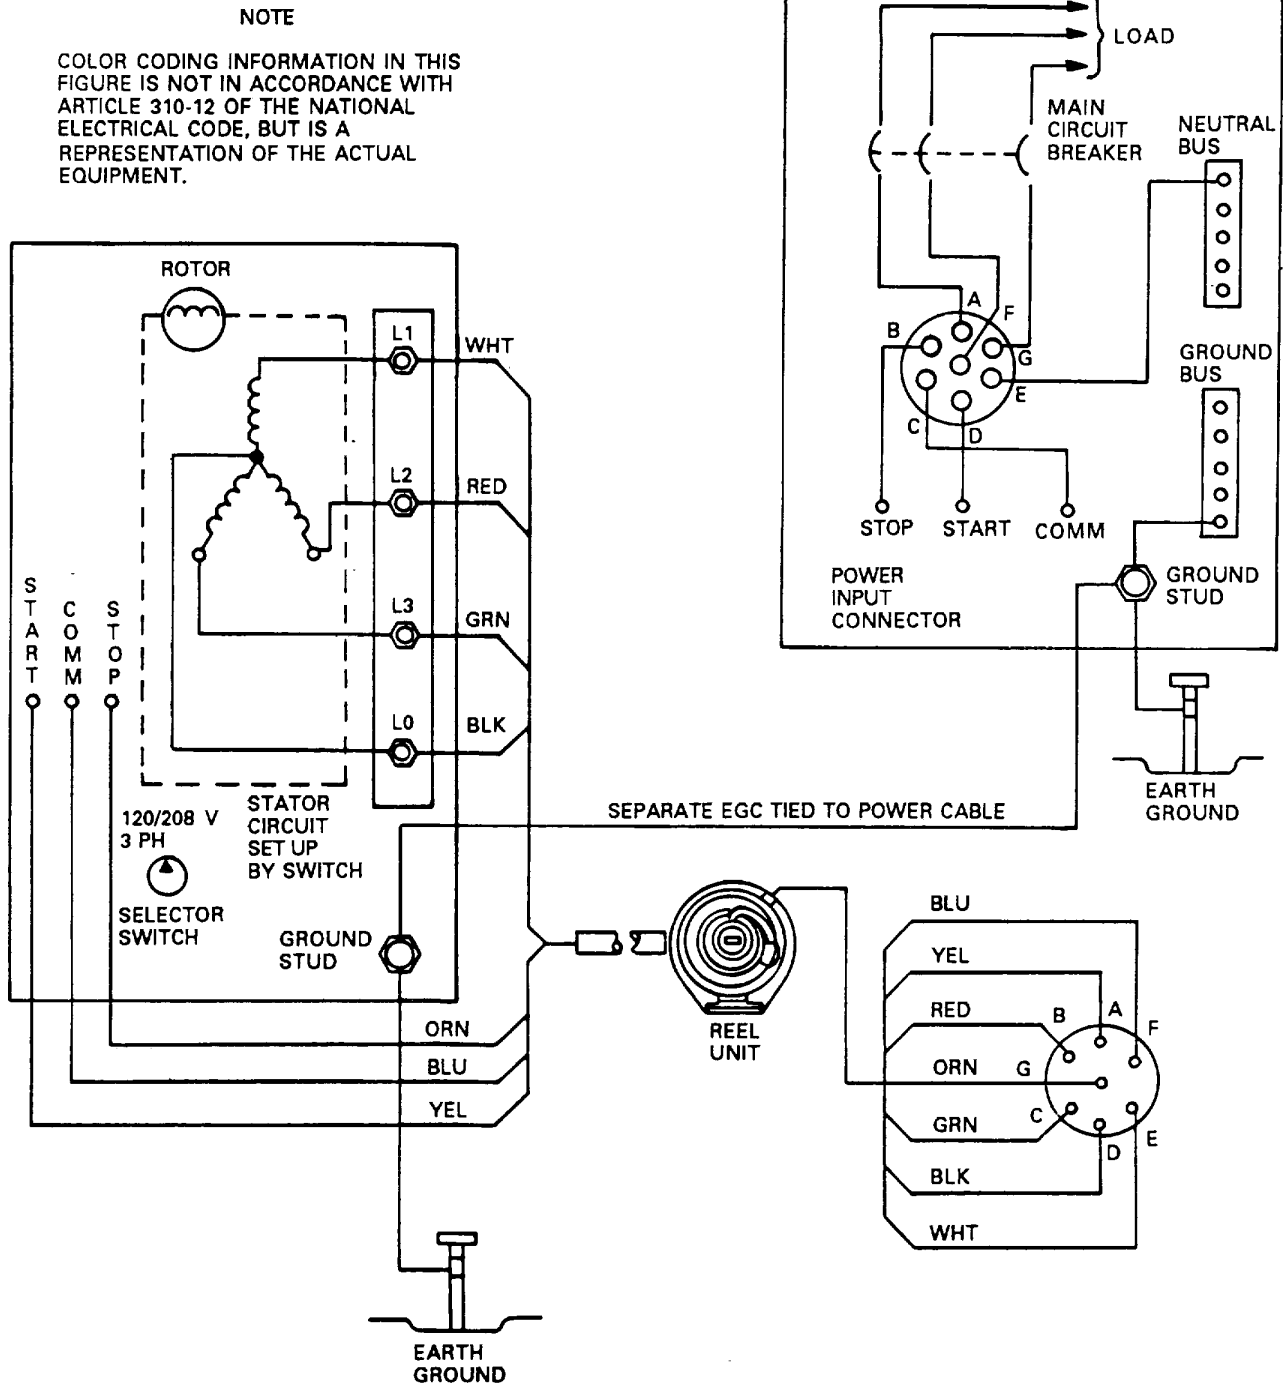 NOTE
COLOR CODING INFORMATION IN THIS
FIGURE IS NOT IN ACCORDANCE WITH
ARTICLE 310-12 OF THE NATIONAL
ELECTRICAL CODE, BUT IS A
REPRESENTATION OF THE ACTUAL
EQUIPMENT.
LOAD
MAIN
CIRCUIT
BREAKER
NEUTRAL
BUS
A
F
B
G
E
C
D
GROUND
BUS
STOP
START
COMM
POWER
INPUT
CONNECTOR
GROUND
STUD
EARTH
GROUND
ROTOR
L1
WHT
L2
RED
L3
GRN
L0
BLK
START
COMM
STOP
120/208 V
3 PH
SELECTOR
SWITCH
STATOR
CIRCUIT
SET UP
BY SWITCH
SEPARATE EGC TIED TO POWER CABLE
GROUND
STUD
ORN
BLU
YEL
EARTH
GROUND
REEL
UNIT
BLU
YEL
RED
ORN
GRN
BLK
WHT
B
A
F
G
C
D
E